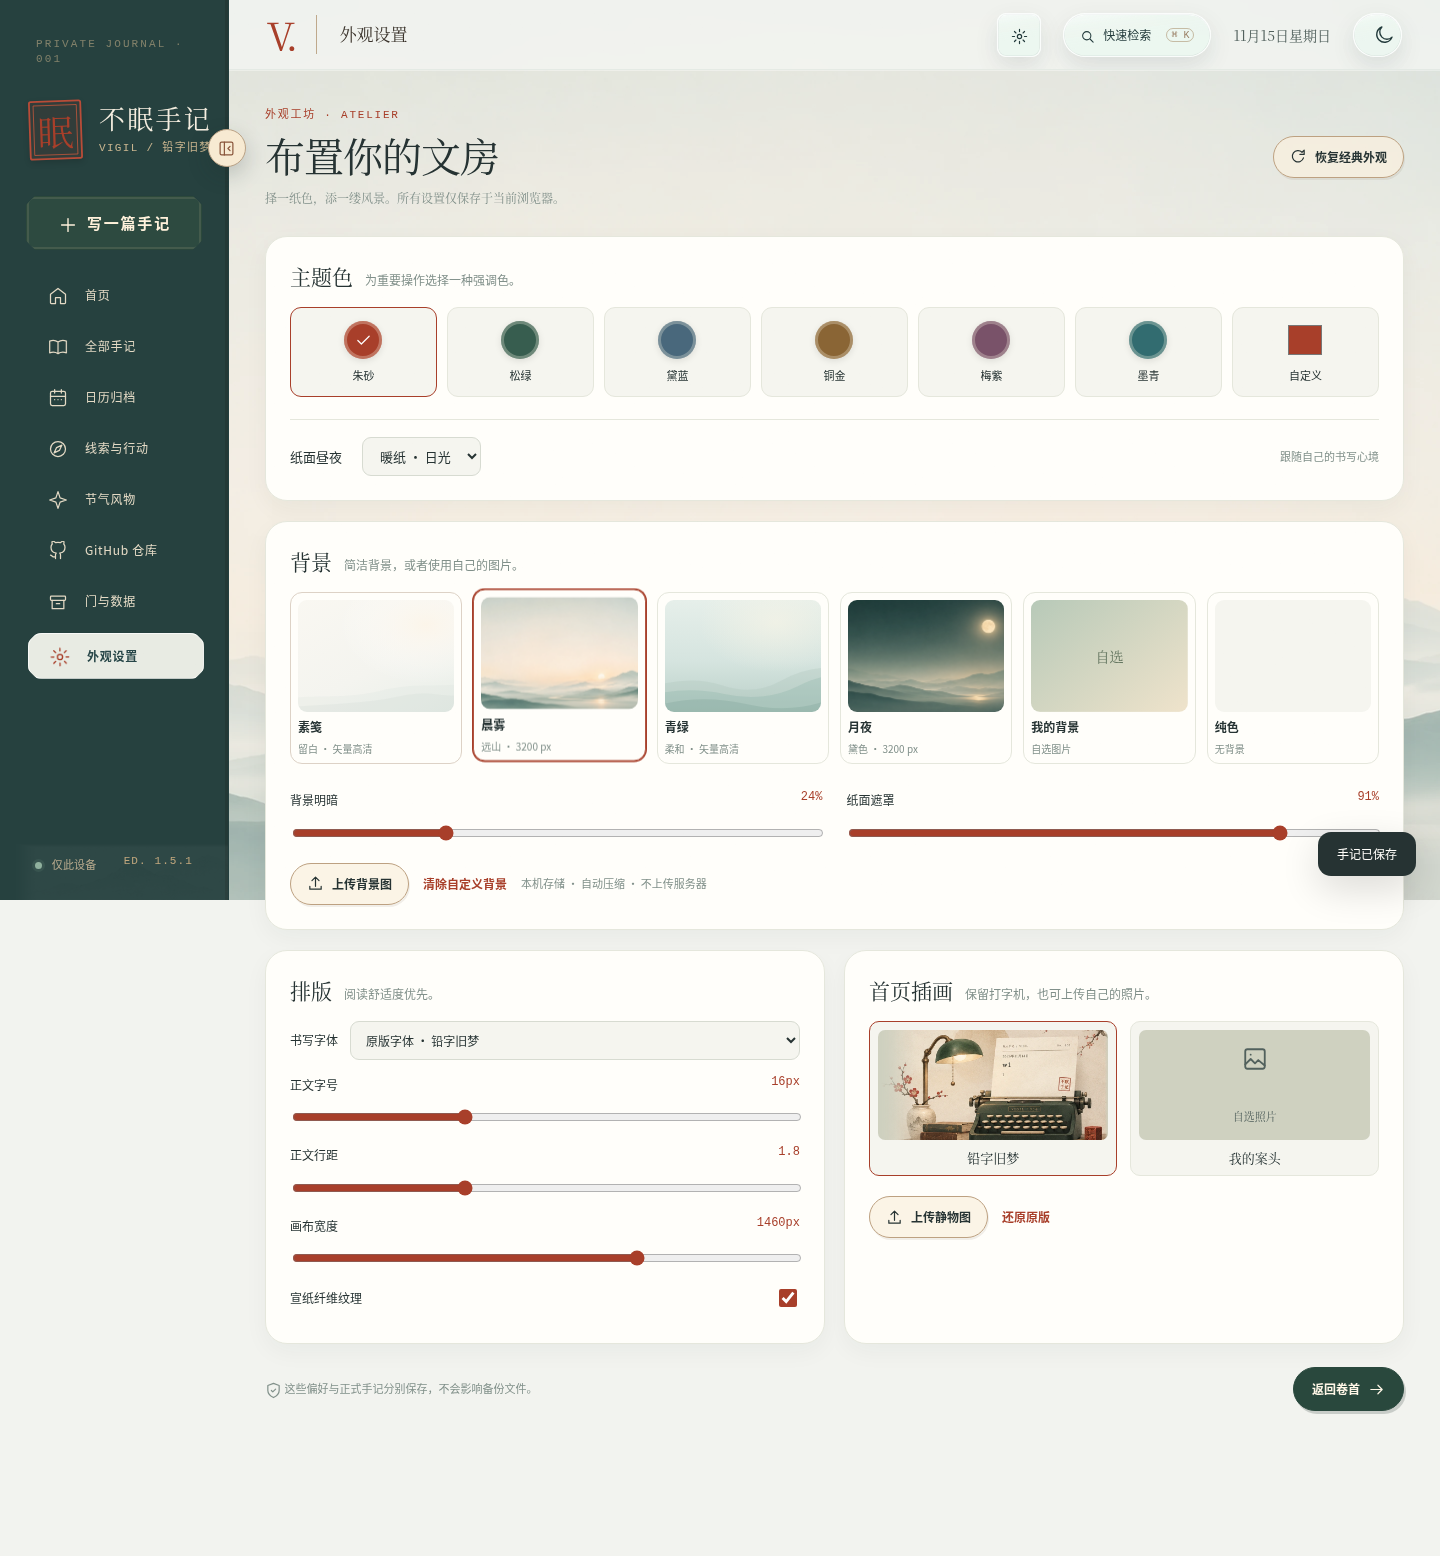 PRIVATE JOURNAL ·
001
眠
不眠手记
VIGIL / 铅字旧梦
写一篇手记
首页
全部手记
日历归档
线索与行动
节气风物
GitHub 仓库
门与数据
外观设置
仅此设备
ED. 1.5.1
V.
外观设置
快速检索
⌘ K
11月15日星期日
外观工坊 · ATELIER
布置你的文房
择一纸色，添一缕风景。所有设置仅保存于当前浏览器。
恢复经典外观
主题色
为重要操作选择一种强调色。
朱砂
松绿
黛蓝
铜金
梅紫
墨青
自定义
纸面昼夜
暖纸 · 日光
跟随自己的书写心境
背景
简洁背景，或者使用自己的图片。
素笺
留白 · 矢量高清
晨雾
远山 · 3200 px
青绿
柔和 · 矢量高清
月夜
黛色 · 3200 px
自选
我的背景
自选图片
纯色
无背景
背景明暗
24%
纸面遮罩
91%
手记已保存
上传背景图
清除自定义背景
本机存储 · 自动压缩 · 不上传服务器
排版
阅读舒适度优先。
书写字体
原版字体 · 铅字旧梦
正文字号
16px
正文行距
1.8
画布宽度
1460px
宣纸纤维纹理
首页插画
保留打字机，也可上传自己的照片。
铅字旧梦
自选照片
我的案头
上传静物图
还原原版
这些偏好与正式手记分别保存，不会影响备份文件。
返回卷首